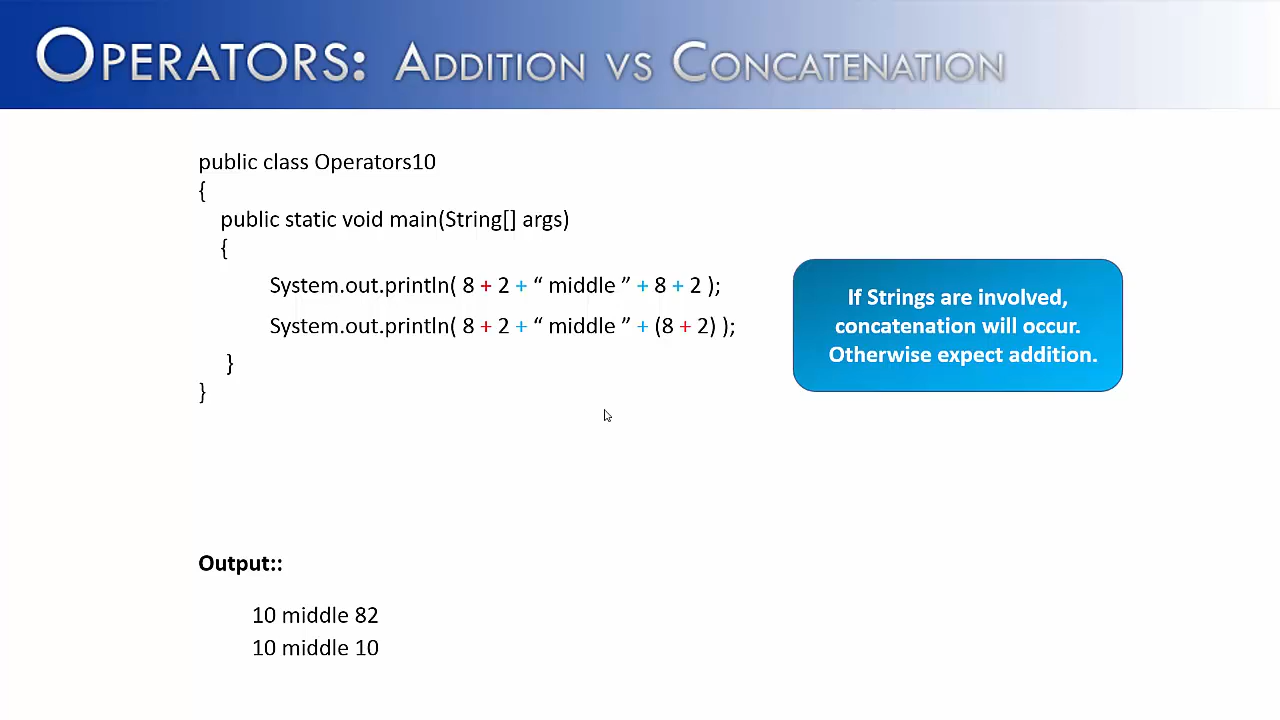 OPERATORS: ADDITION VS CONCATENATION
public class Operators10
{
public static void main(String[] args)
{
System.out.println( 8 + 2 + “ middle ” + 8 + 2 );
System.out.println( 8 + 2 + “ middle ” + (8 + 2) );
}
}
If Strings are involved,
concatenation will occur.
Otherwise expect addition.
Output::
10 middle 82
10 middle 10